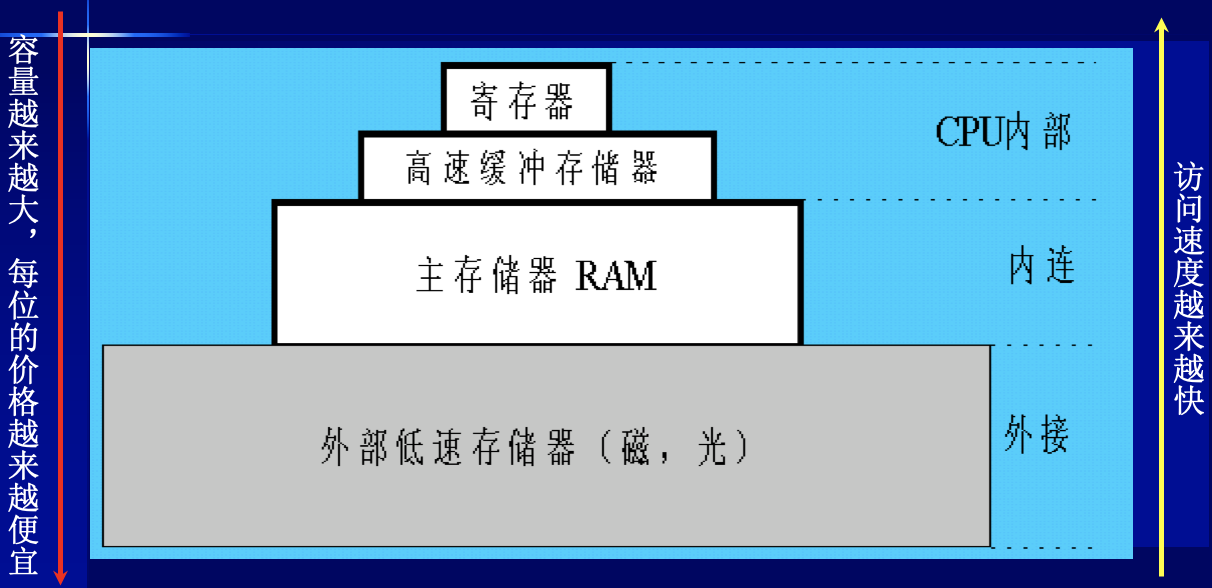 容量越来越大，每位的价格越来越便宜
寄存器
高速缓冲存储器
CPU内部
主存储器 RAM
内连
外部低速存储器（磁，光）
外接
访问速度越来越快